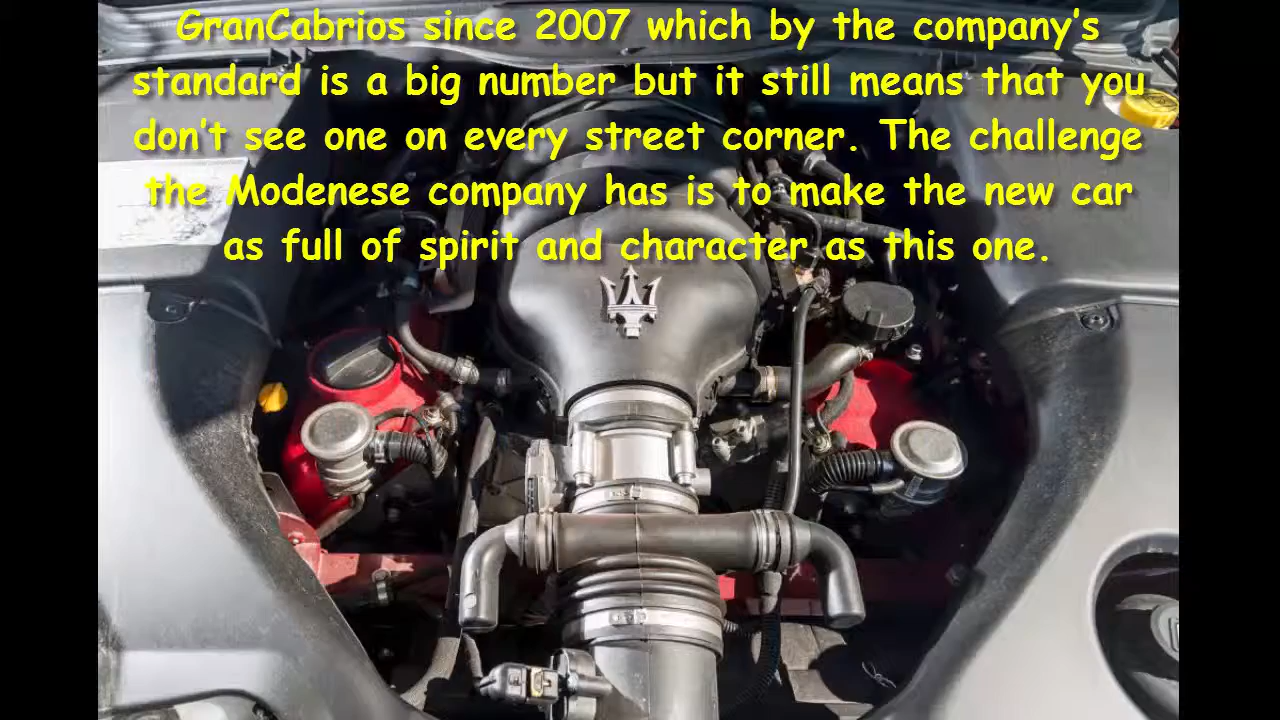 GranCabrios since 2007 which by the company's
standard is a big number but it still means that you
don't see one on every street corner. The challenge
the Modenese company has is to make the new car
as full of spirit and character as this one.